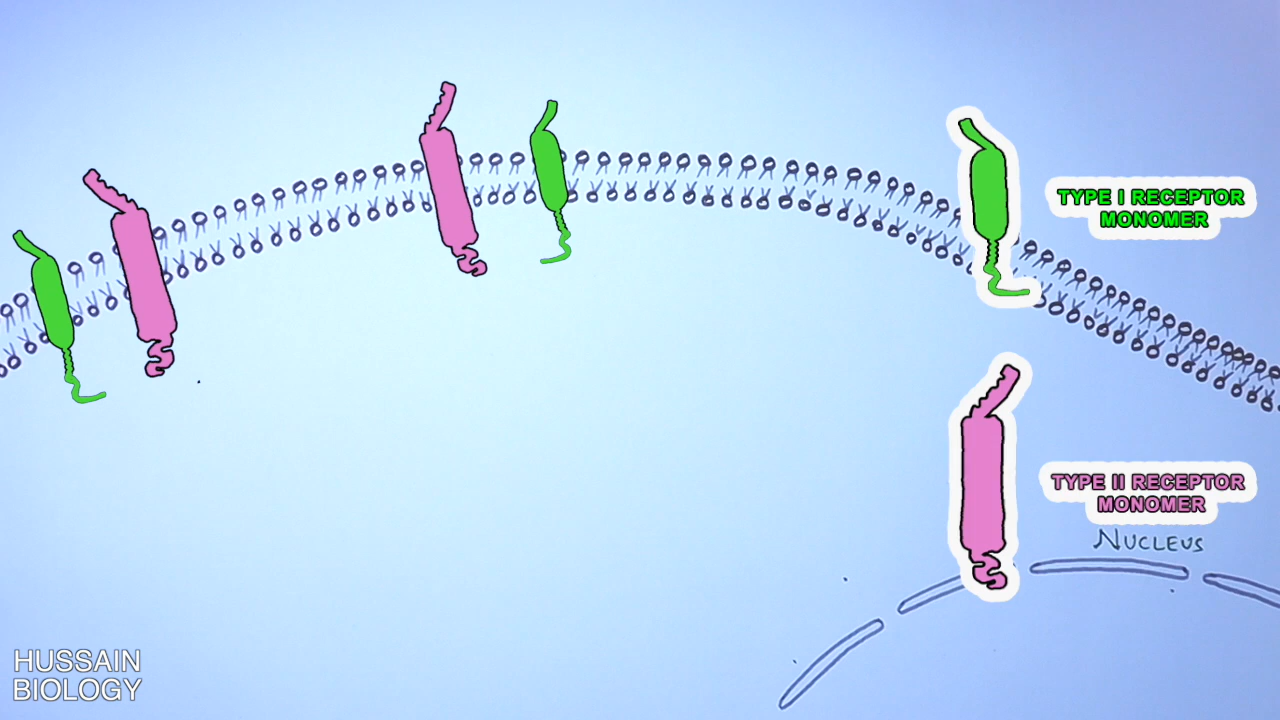 TYPE I RECEPTOR
MONOMER
TYPE II RECEPTOR
MONOMER
NUCLEUS
HUSSAIN
BIOLOGY